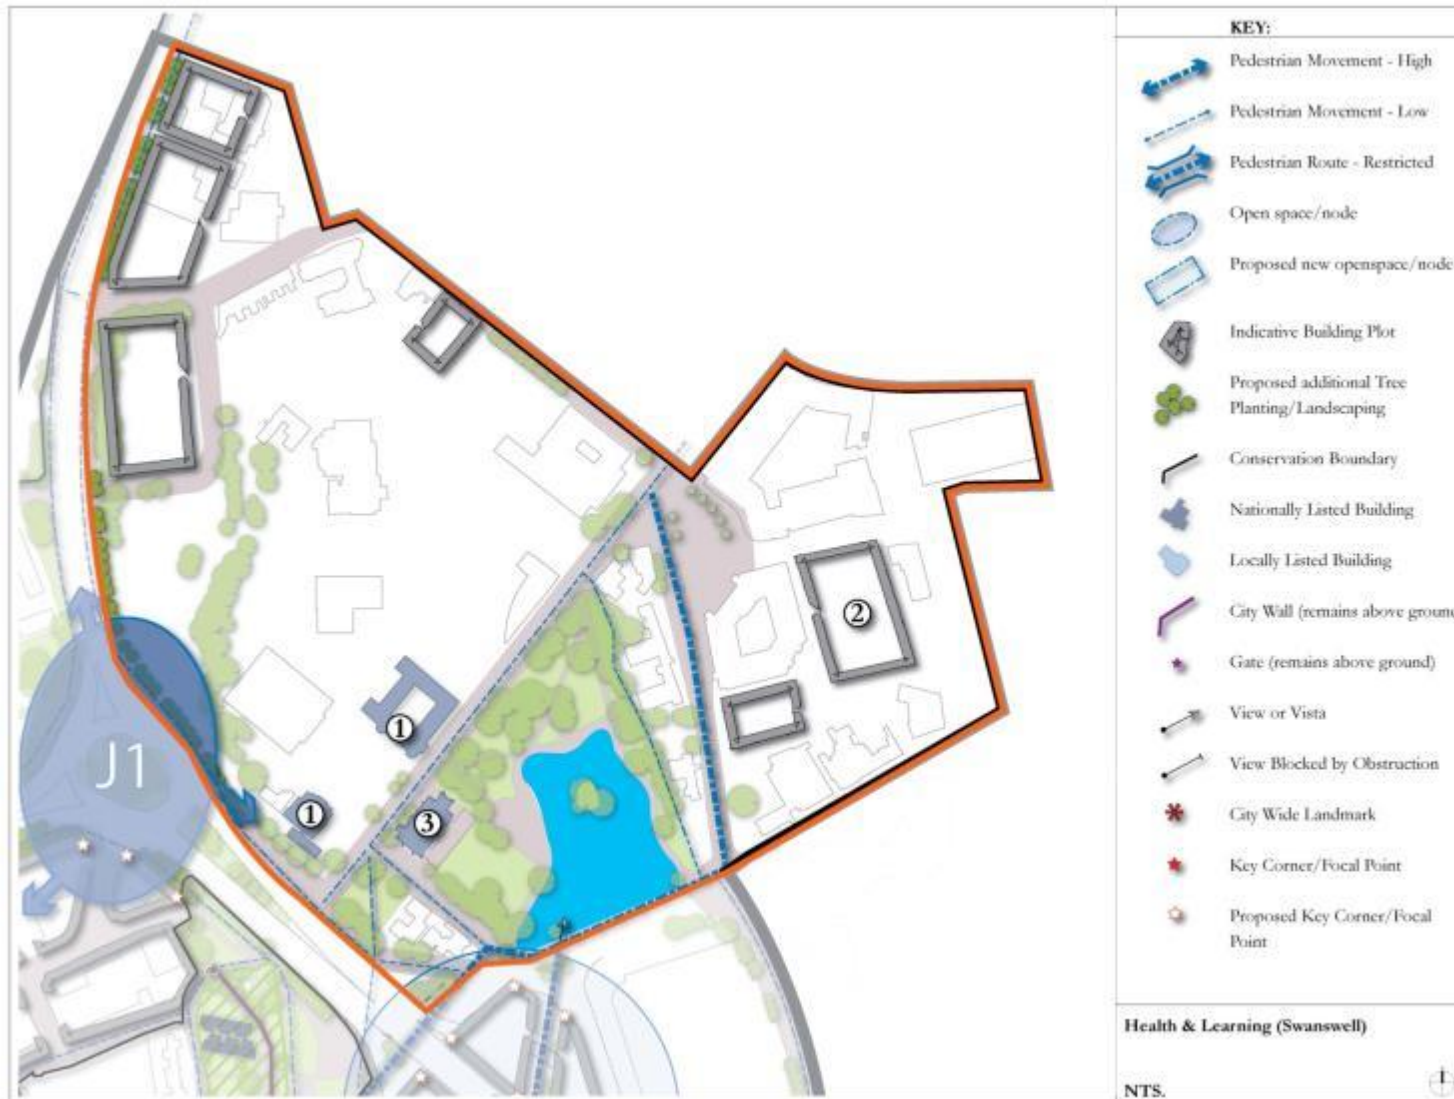 KEY:
Pedestrian Movement - High
Pedestrian Movement - Low
Pedestrian Route - Restricted
Open space/node
Proposed new openspace/node
Indicative Building Plot
Proposed additional Tree
Planting/Landscaping
Conservation Boundary
Nationally Listed Building
Locally Listed Building
City Wall (remains above ground
Gate (remains above ground)
View or Vista
View Blocked by Obstruction
City Wide Landmark
Key Corner/Focal Point
Proposed Key Corner/Focal
Point
Health & Learning (Swanswell)
NTS.
2
1
J1
1
3